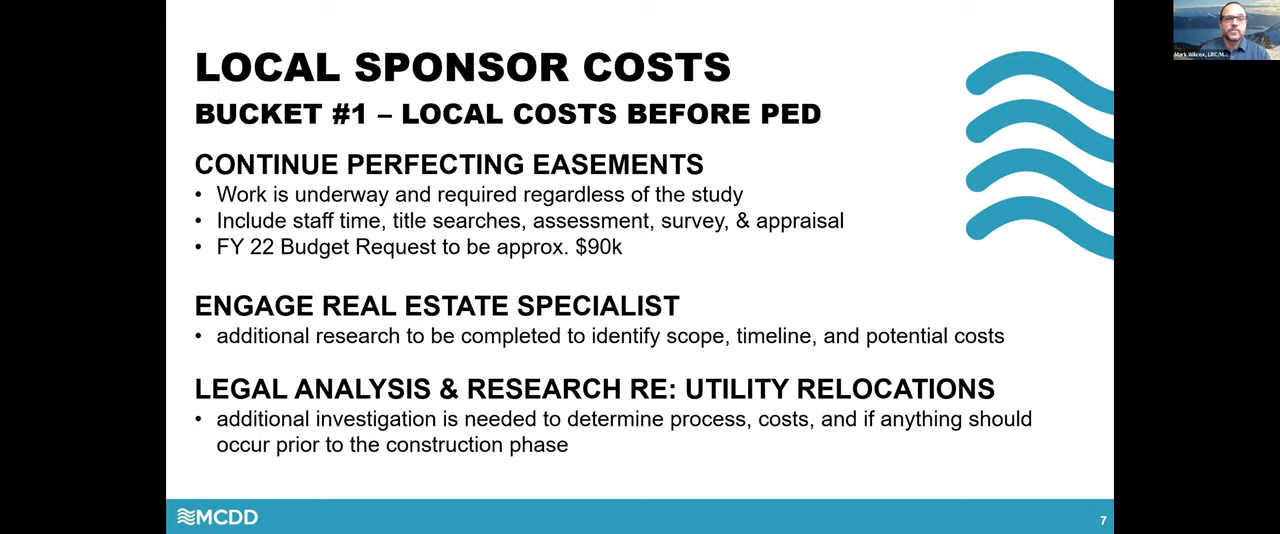 LOCAL SPONSOR COSTS
BUCKET #1 – LOCAL COSTS BEFORE PED
CONTINUE PERFECTING EASEMENTS
• Work is underway and required regardless of the study
• Include staff time, title searches, assessment, survey, & appraisal
• FY 22 Budget Request to be approx. $90k
ENGAGE REAL ESTATE SPECIALIST
• additional research to be completed to identify scope, timeline, and potential costs
LEGAL ANALYSIS & RESEARCH RE: UTILITY RELOCATIONS
• additional investigation is needed to determine process, costs, and if anything should
occur prior to the construction phase
MCDD
7
Mark Wilcox, LRC/M...